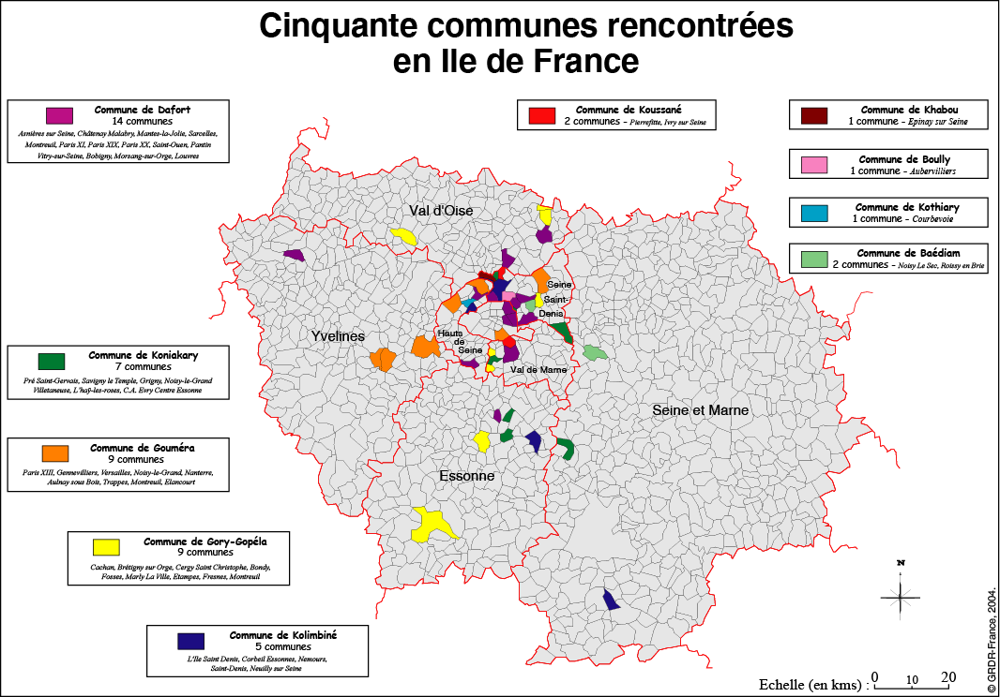 Cinquante communes rencontrées
en Ile de France
Commune de Dafort
14 communes
Asnières sur Seine, Châtenay Malabry, Mantes-la-Jolie, Sarcelles,
Montreuil, Paris XI, Paris XIX, Paris XX, Saint-Ouen, Pantin
Vitry-sur-Seine, Bobigny, Morsang-sur-Orge, Louvres
Commune de Koussané
2 communes - Pierrefitte, Ivry sur Seine
Commune de Khabou
1 commune - Epinay sur Seine
Commune de Boully
1 commune - Aubervilliers
Commune de Kothiary
1 commune - Courbevoie
Commune de Baédiam
2 communes - Noisy Le Sec, Roissy en Brie
Val d'Oise
Seine
Saint-
Denis
Yvelines
Hauts
de
Seine
Val de Marne
Seine et Marne
Essonne
Commune de Koniakary
7 communes
Pré Saint-Gervais, Savigny le Temple, Grigny, Noisy-le-Grand
Villetaneuse, L'haÿ-les-roses, C.A. Evry Centre Essonne
Commune de Gouméra
9 communes
Paris XIII, Gennevilliers, Versailles, Noisy-le-Grand, Nanterre,
Aulnay sous Bois, Trappes, Montreuil, Elancourt
Commune de Gory-Gopéla
9 communes
Cachan, Brétigny sur Orge, Cergy Saint Christophe, Bondy,
Fosses, Marly La Ville, Etampes, Fresnes, Montreuil
Commune de Kolimbiné
5 communes
L'Ile Saint Denis, Corbeil Essonnes, Nemours,
Saint-Denis, Neuilly sur Seine
N
Echelle (en kms) : 0 10 20
© GRDR-France, 2004.